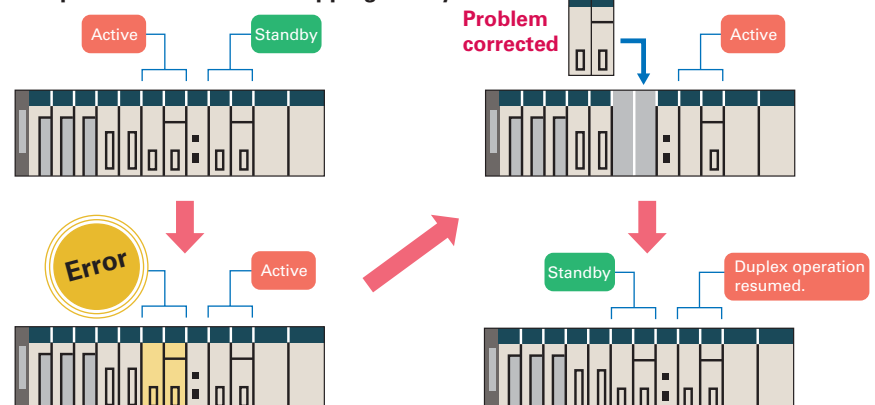 Active
Standby
Error
Active
Problem
corrected
Active
Standby
Duplex operation
resumed.